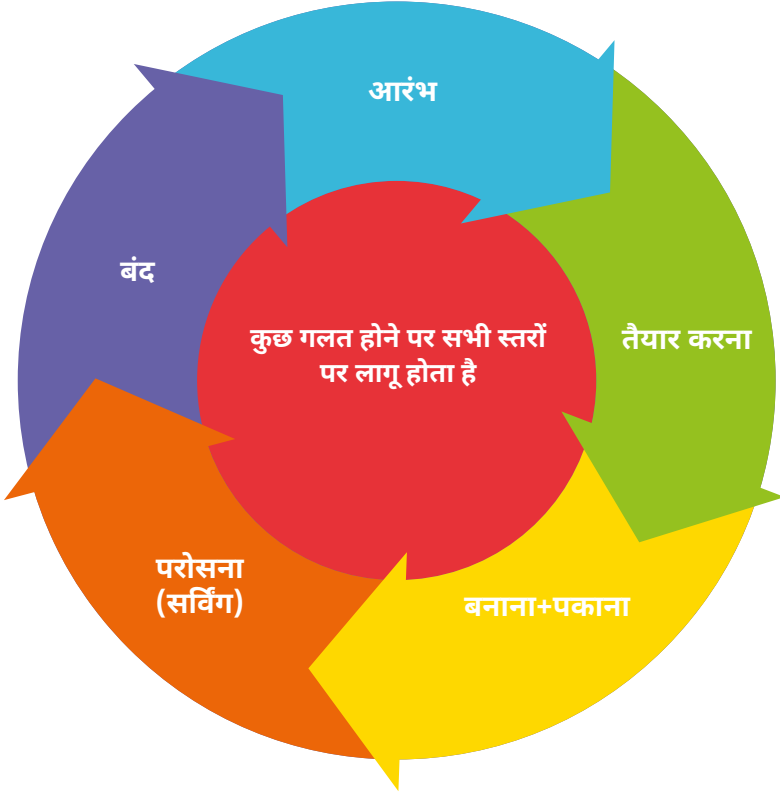 आरंभ
तैयार करना
बनाना+पकाना
परोसना
(सर्विंग)
बंद
कुछ गलत होने पर सभी स्तरों
पर लागू होता है